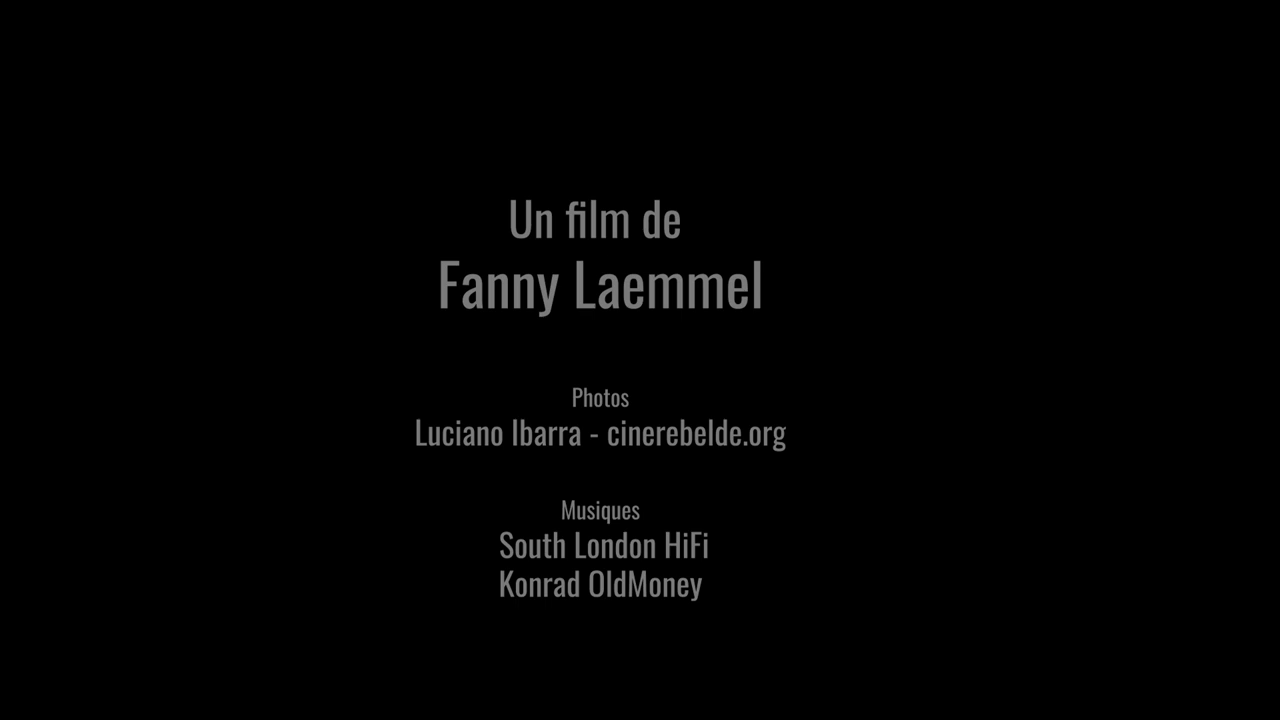 Un film de
Fanny Laemmel
Photos
Luciano Ibarra - cinerebelde.org
Musiques
South London HiFi
Konrad OldMoney